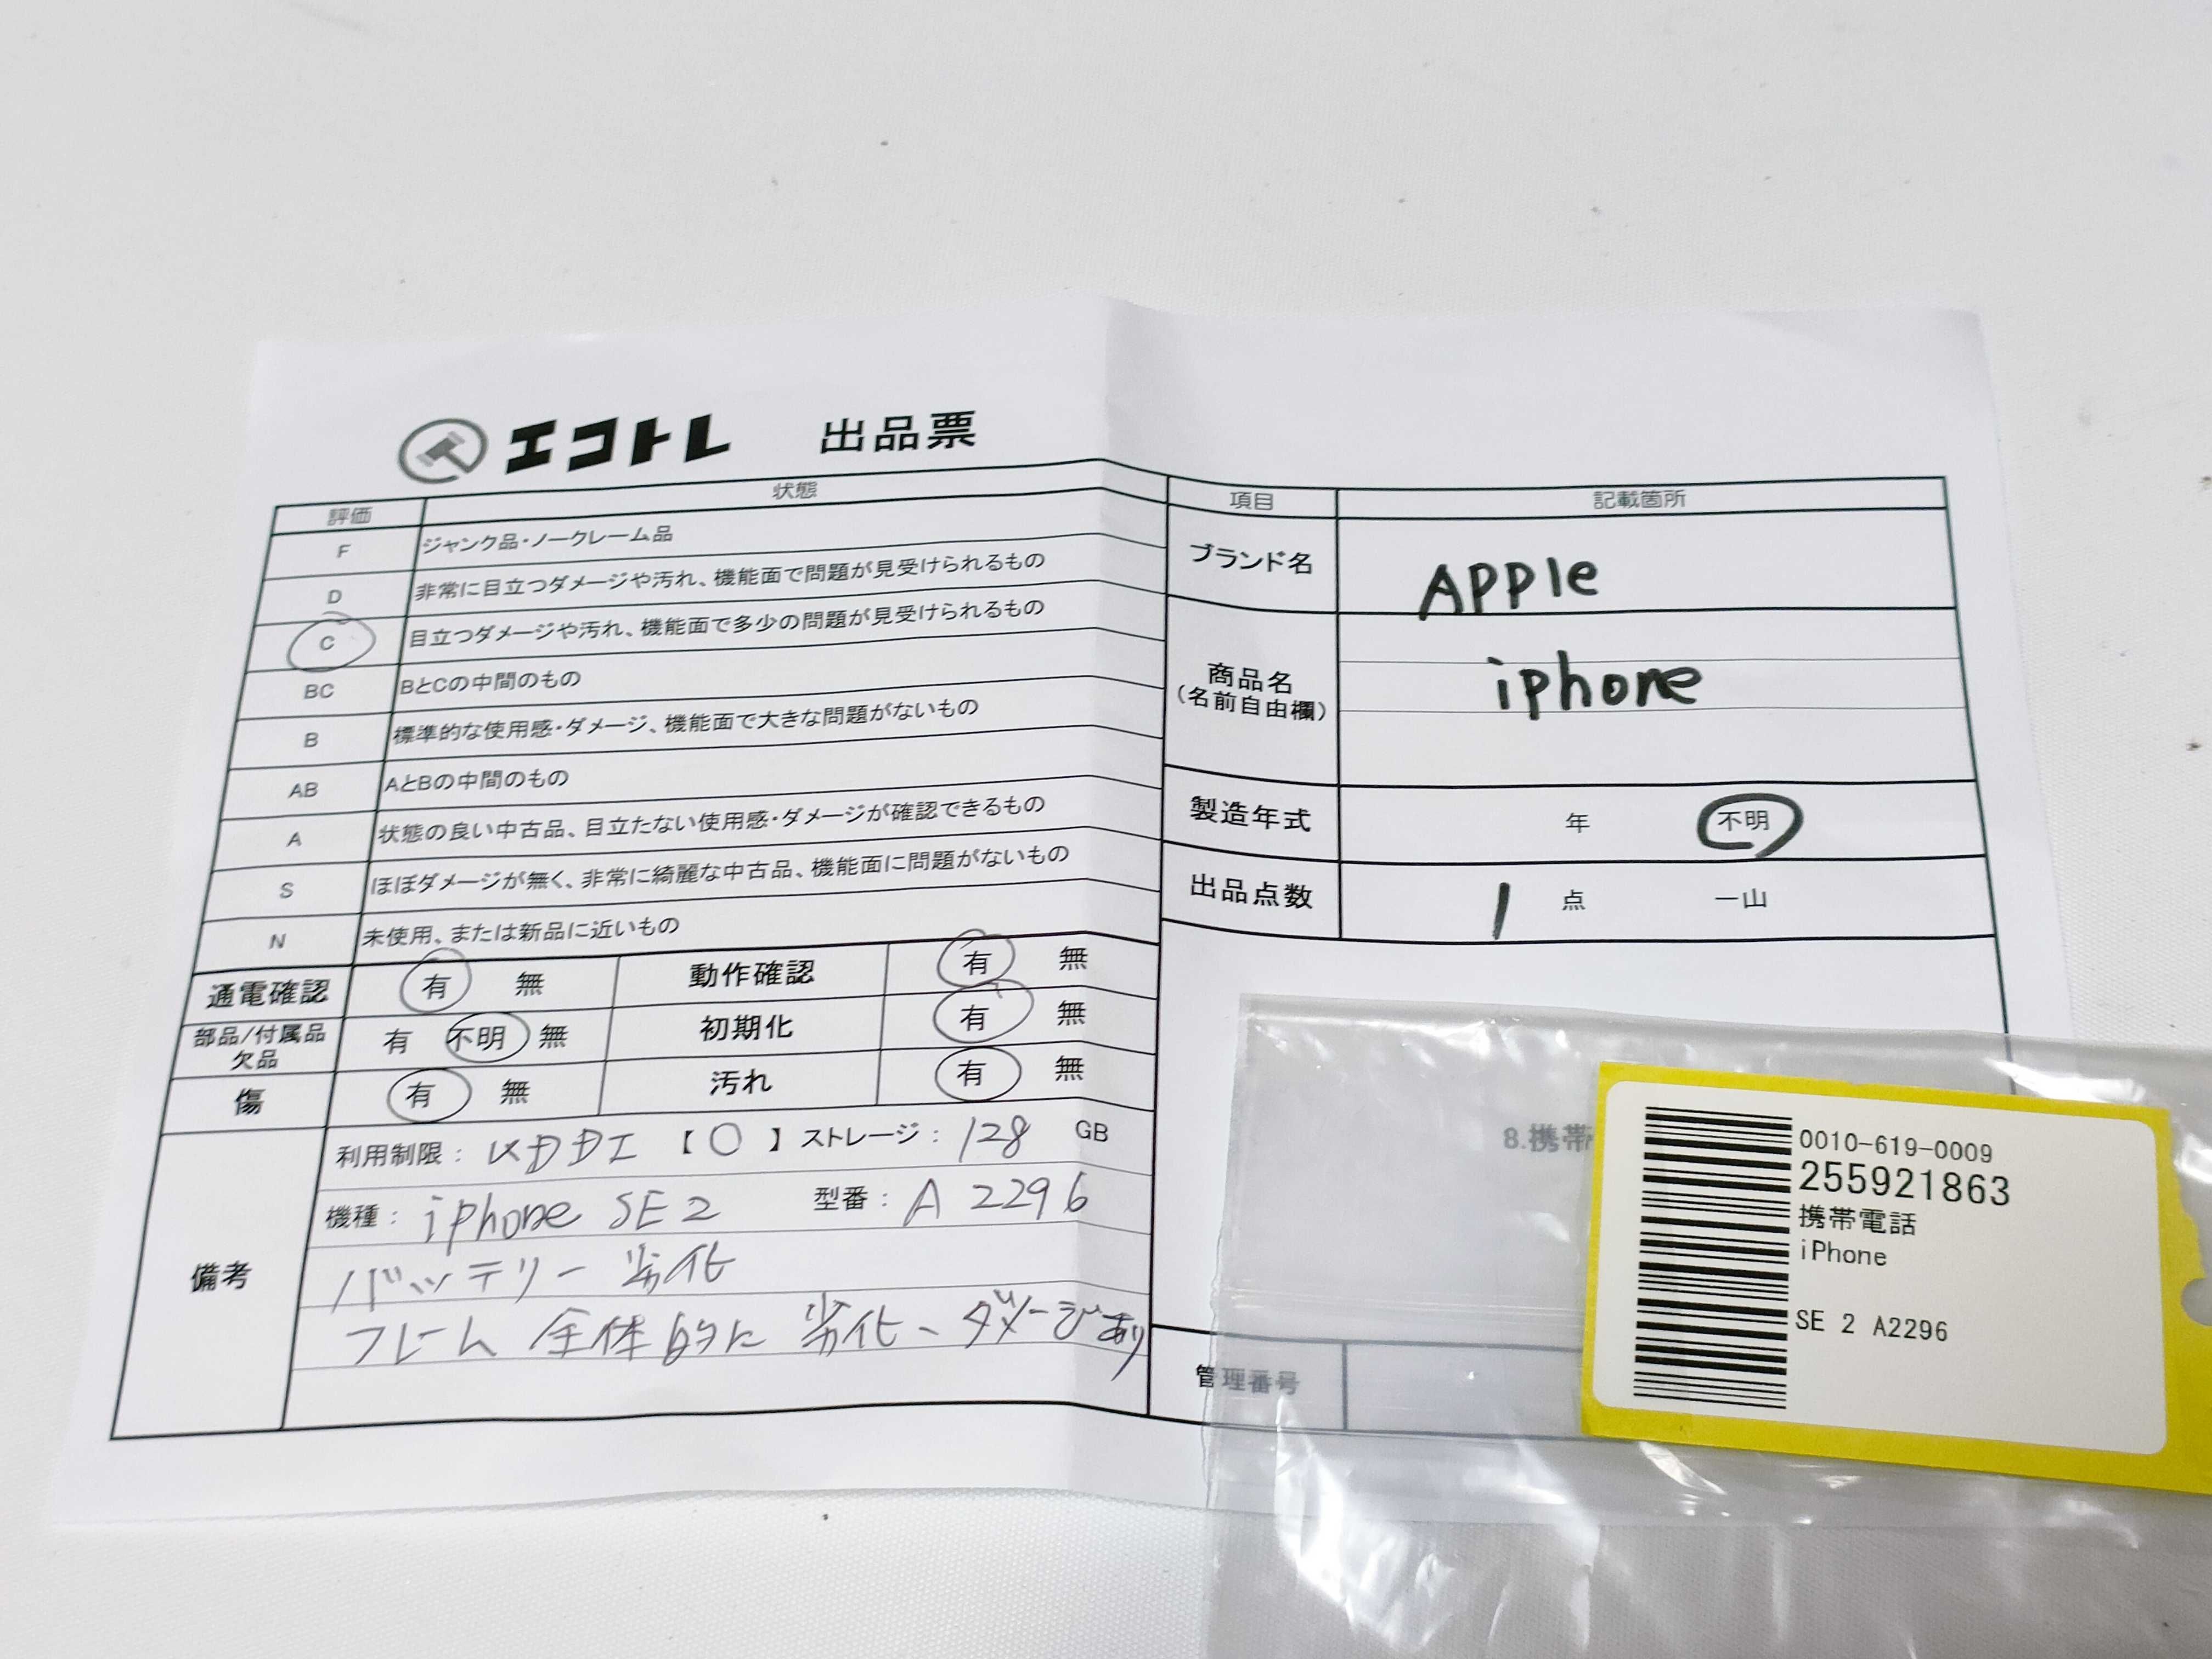 エコトレ 出品票
評価 状態
F ジャンク品・ノークレーム品
D 非常に目立つダメージや汚れ、機能面で問題が見受けられるもの
C 目立つダメージや汚れ、機能面で多少の問題が見受けられるもの
BC BとCの中間のもの
B 標準的な使用感・ダメージ、機能面で大きな問題がないもの
AB AとBの中間のもの
A 状態の良い中古品、目立たない使用感・ダメージが確認できるもの
S ほぼダメージが無く、非常に綺麗な中古品、機能面に問題がないもの
N 未使用、または新品に近いもの
通電確認 有 無 動作確認 有 無
部品/付属品 欠品 有 不明 無 初期化 有 無
傷 有 無 汚れ 有 無
備考
利用制限： KDDI 【 〇 】 ストレージ： 128 GB
機種： iphone SE2 型番： A 2296
バッテリー 劣化
フレーム 全体的に 劣化、ダメージあり
項目 記載箇所
ブランド名 APPle
商品名 iphone
(名前自由欄)
製造年式 年 不明
出品点数 1 点 一山
8.携帯
管理番号
0010-619-0009
255921863
携帯電話
iPhone
SE 2 A2296